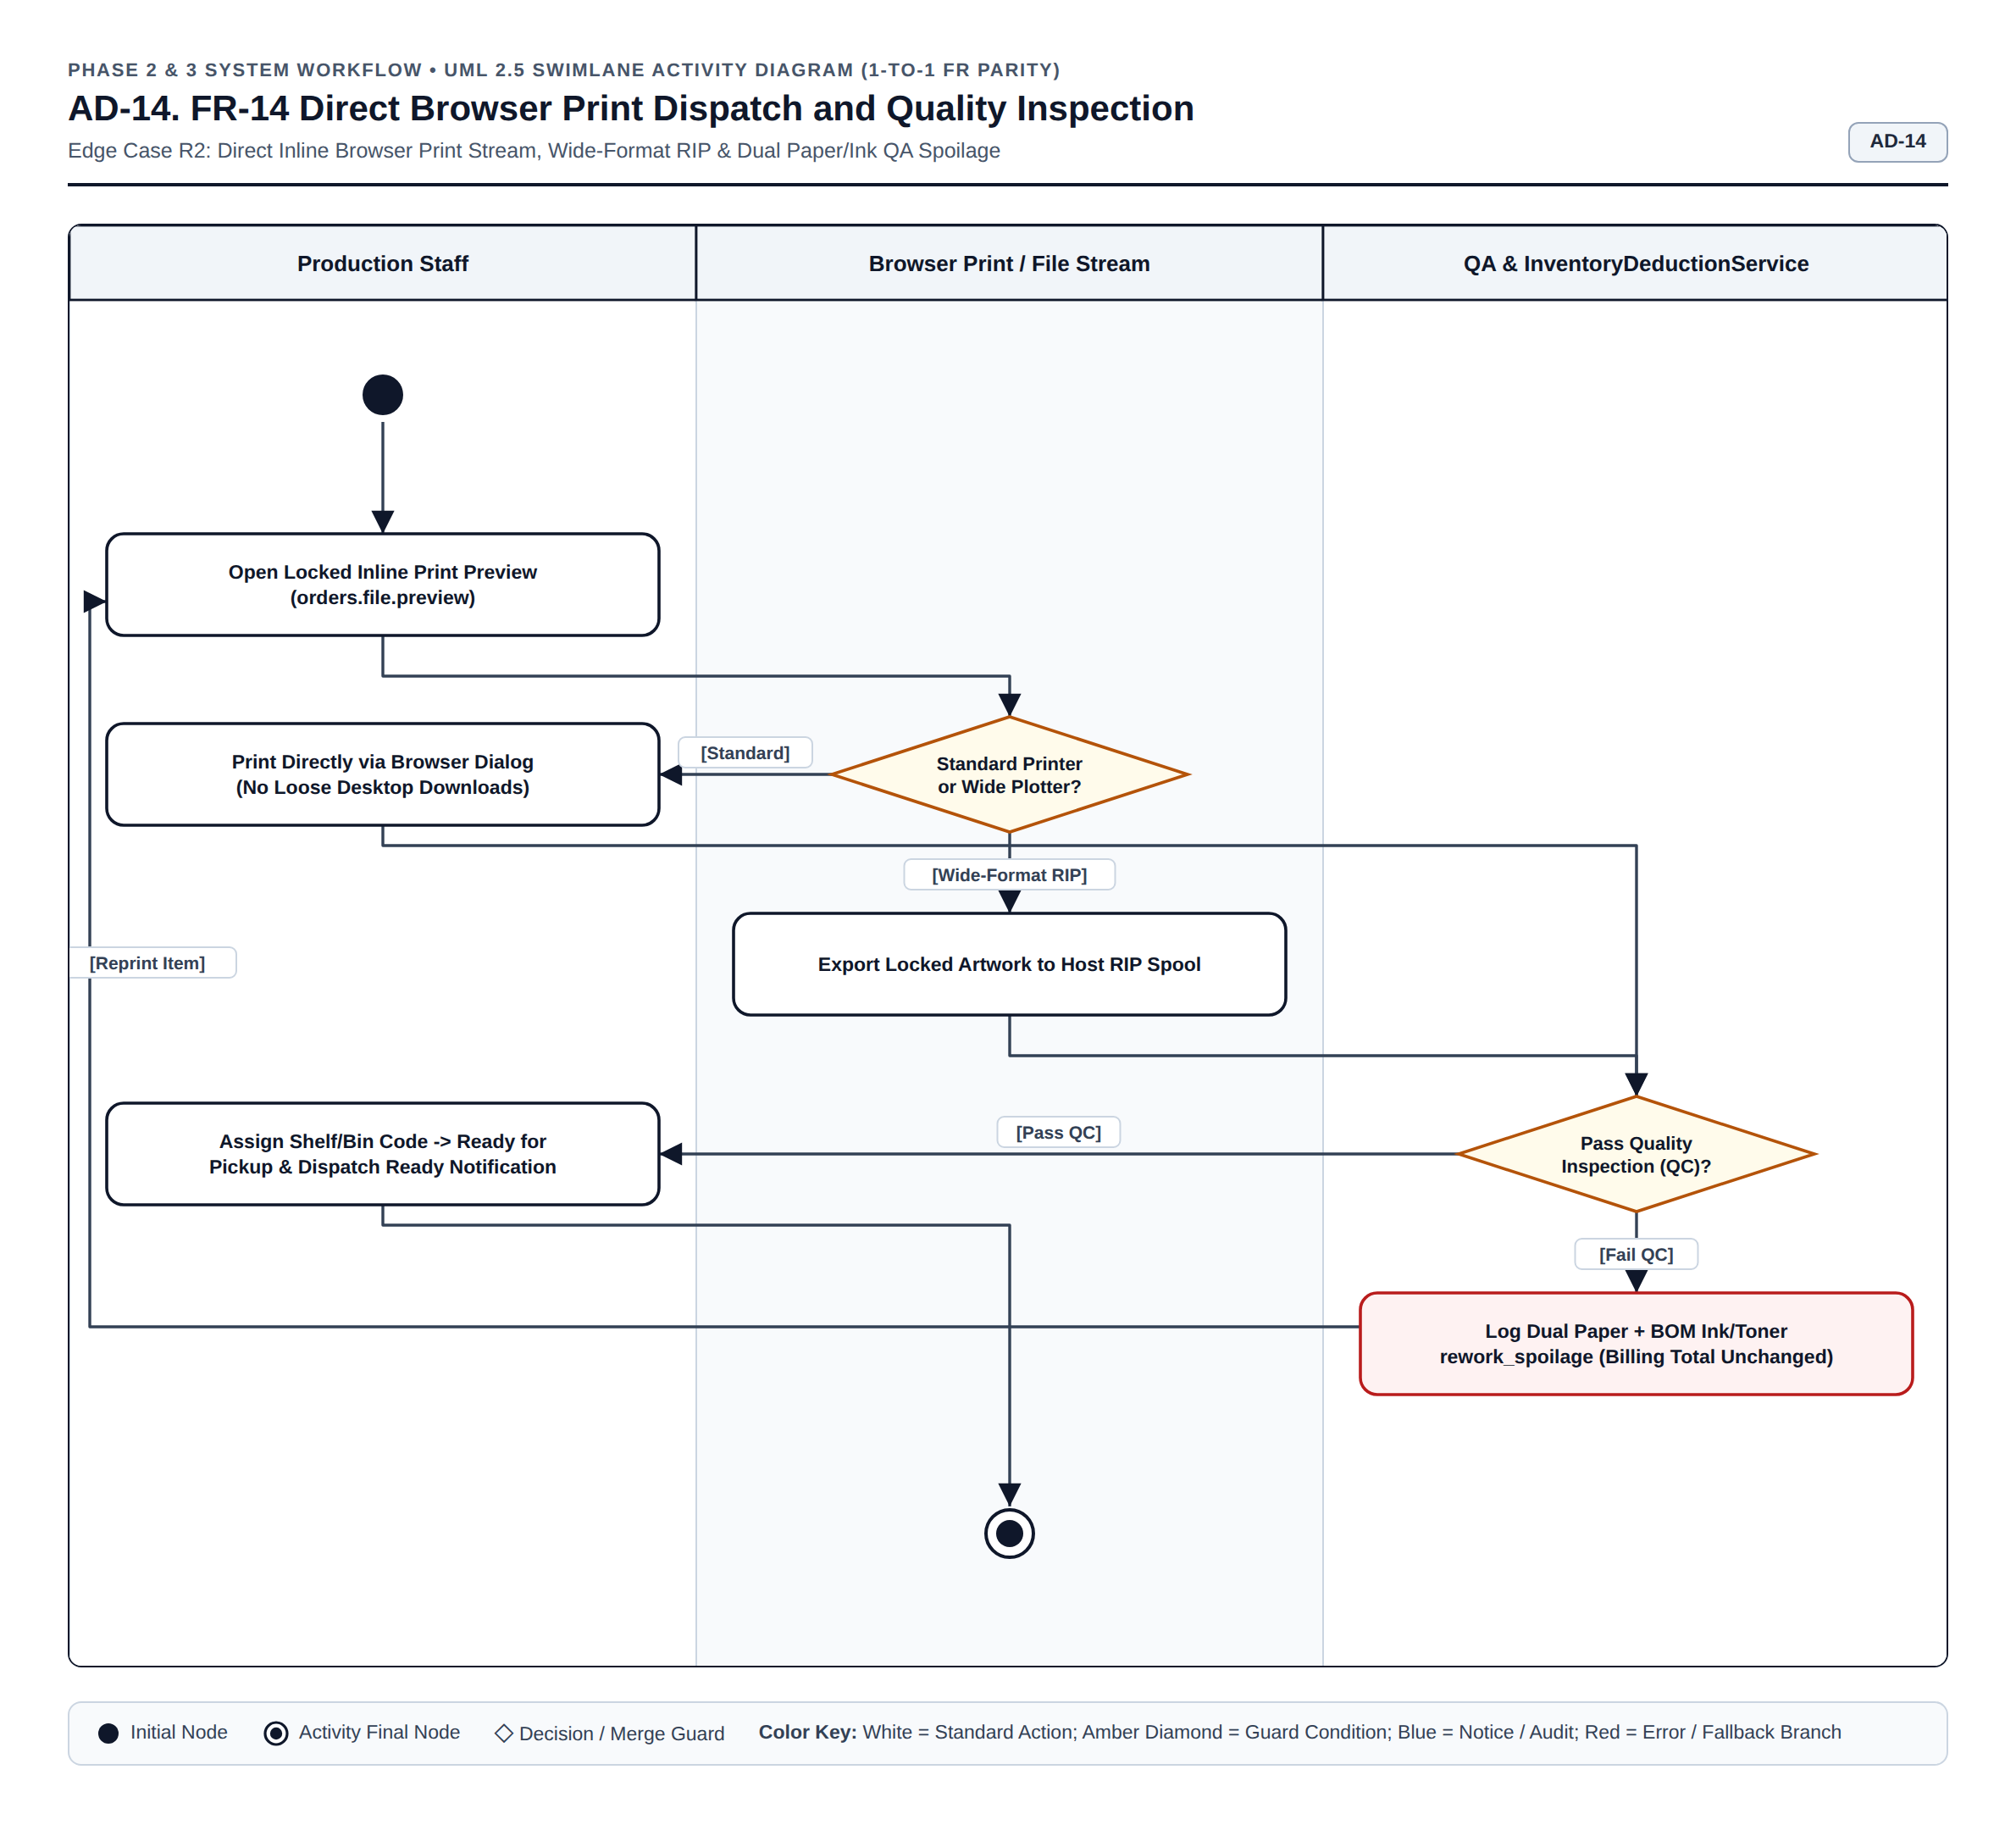 PHASE 2 & 3 SYSTEM WORKFLOW • UML 2.5 SWIMLANE ACTIVITY DIAGRAM (1-TO-1 FR PARITY)
AD-14. FR-14 Direct Browser Print Dispatch and Quality Inspection
Edge Case R2: Direct Inline Browser Print Stream, Wide-Format RIP & Dual Paper/Ink QA Spoilage
AD-14
Production Staff
Browser Print / File Stream
QA & InventoryDeductionService
Open Locked Inline Print Preview
(orders.file.preview)
Print Directly via Browser Dialog
(No Loose Desktop Downloads)
[Standard]
Standard Printer
or Wide Plotter?
[Wide-Format RIP]
Export Locked Artwork to Host RIP Spool
[Reprint Item]
Assign Shelf/Bin Code -> Ready for
Pickup & Dispatch Ready Notification
[Pass QC]
Pass Quality
Inspection (QC)?
[Fail QC]
Log Dual Paper + BOM Ink/Toner
rework_spoilage (Billing Total Unchanged)
Initial Node
Activity Final Node
Decision / Merge Guard
Color Key: White = Standard Action; Amber Diamond = Guard Condition; Blue = Notice / Audit; Red = Error / Fallback Branch